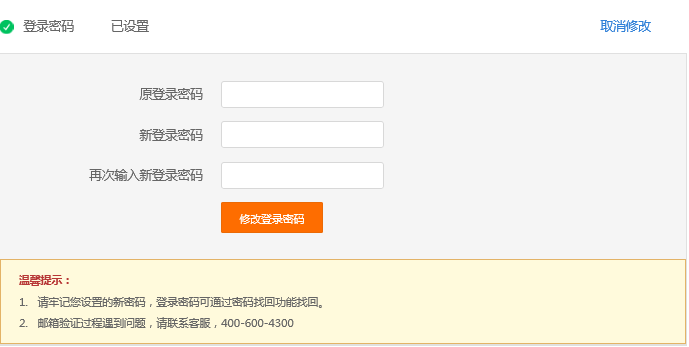 登录密码 已设置 取消修改
原登录密码
新登录密码
再次输入新登录密码
修改登录密码
温馨提示：
1. 请牢记您设置的新密码，登录密码可通过密码找回功能找回。
2. 邮箱验证过程遇到问题，请联系客服，400-600-4300